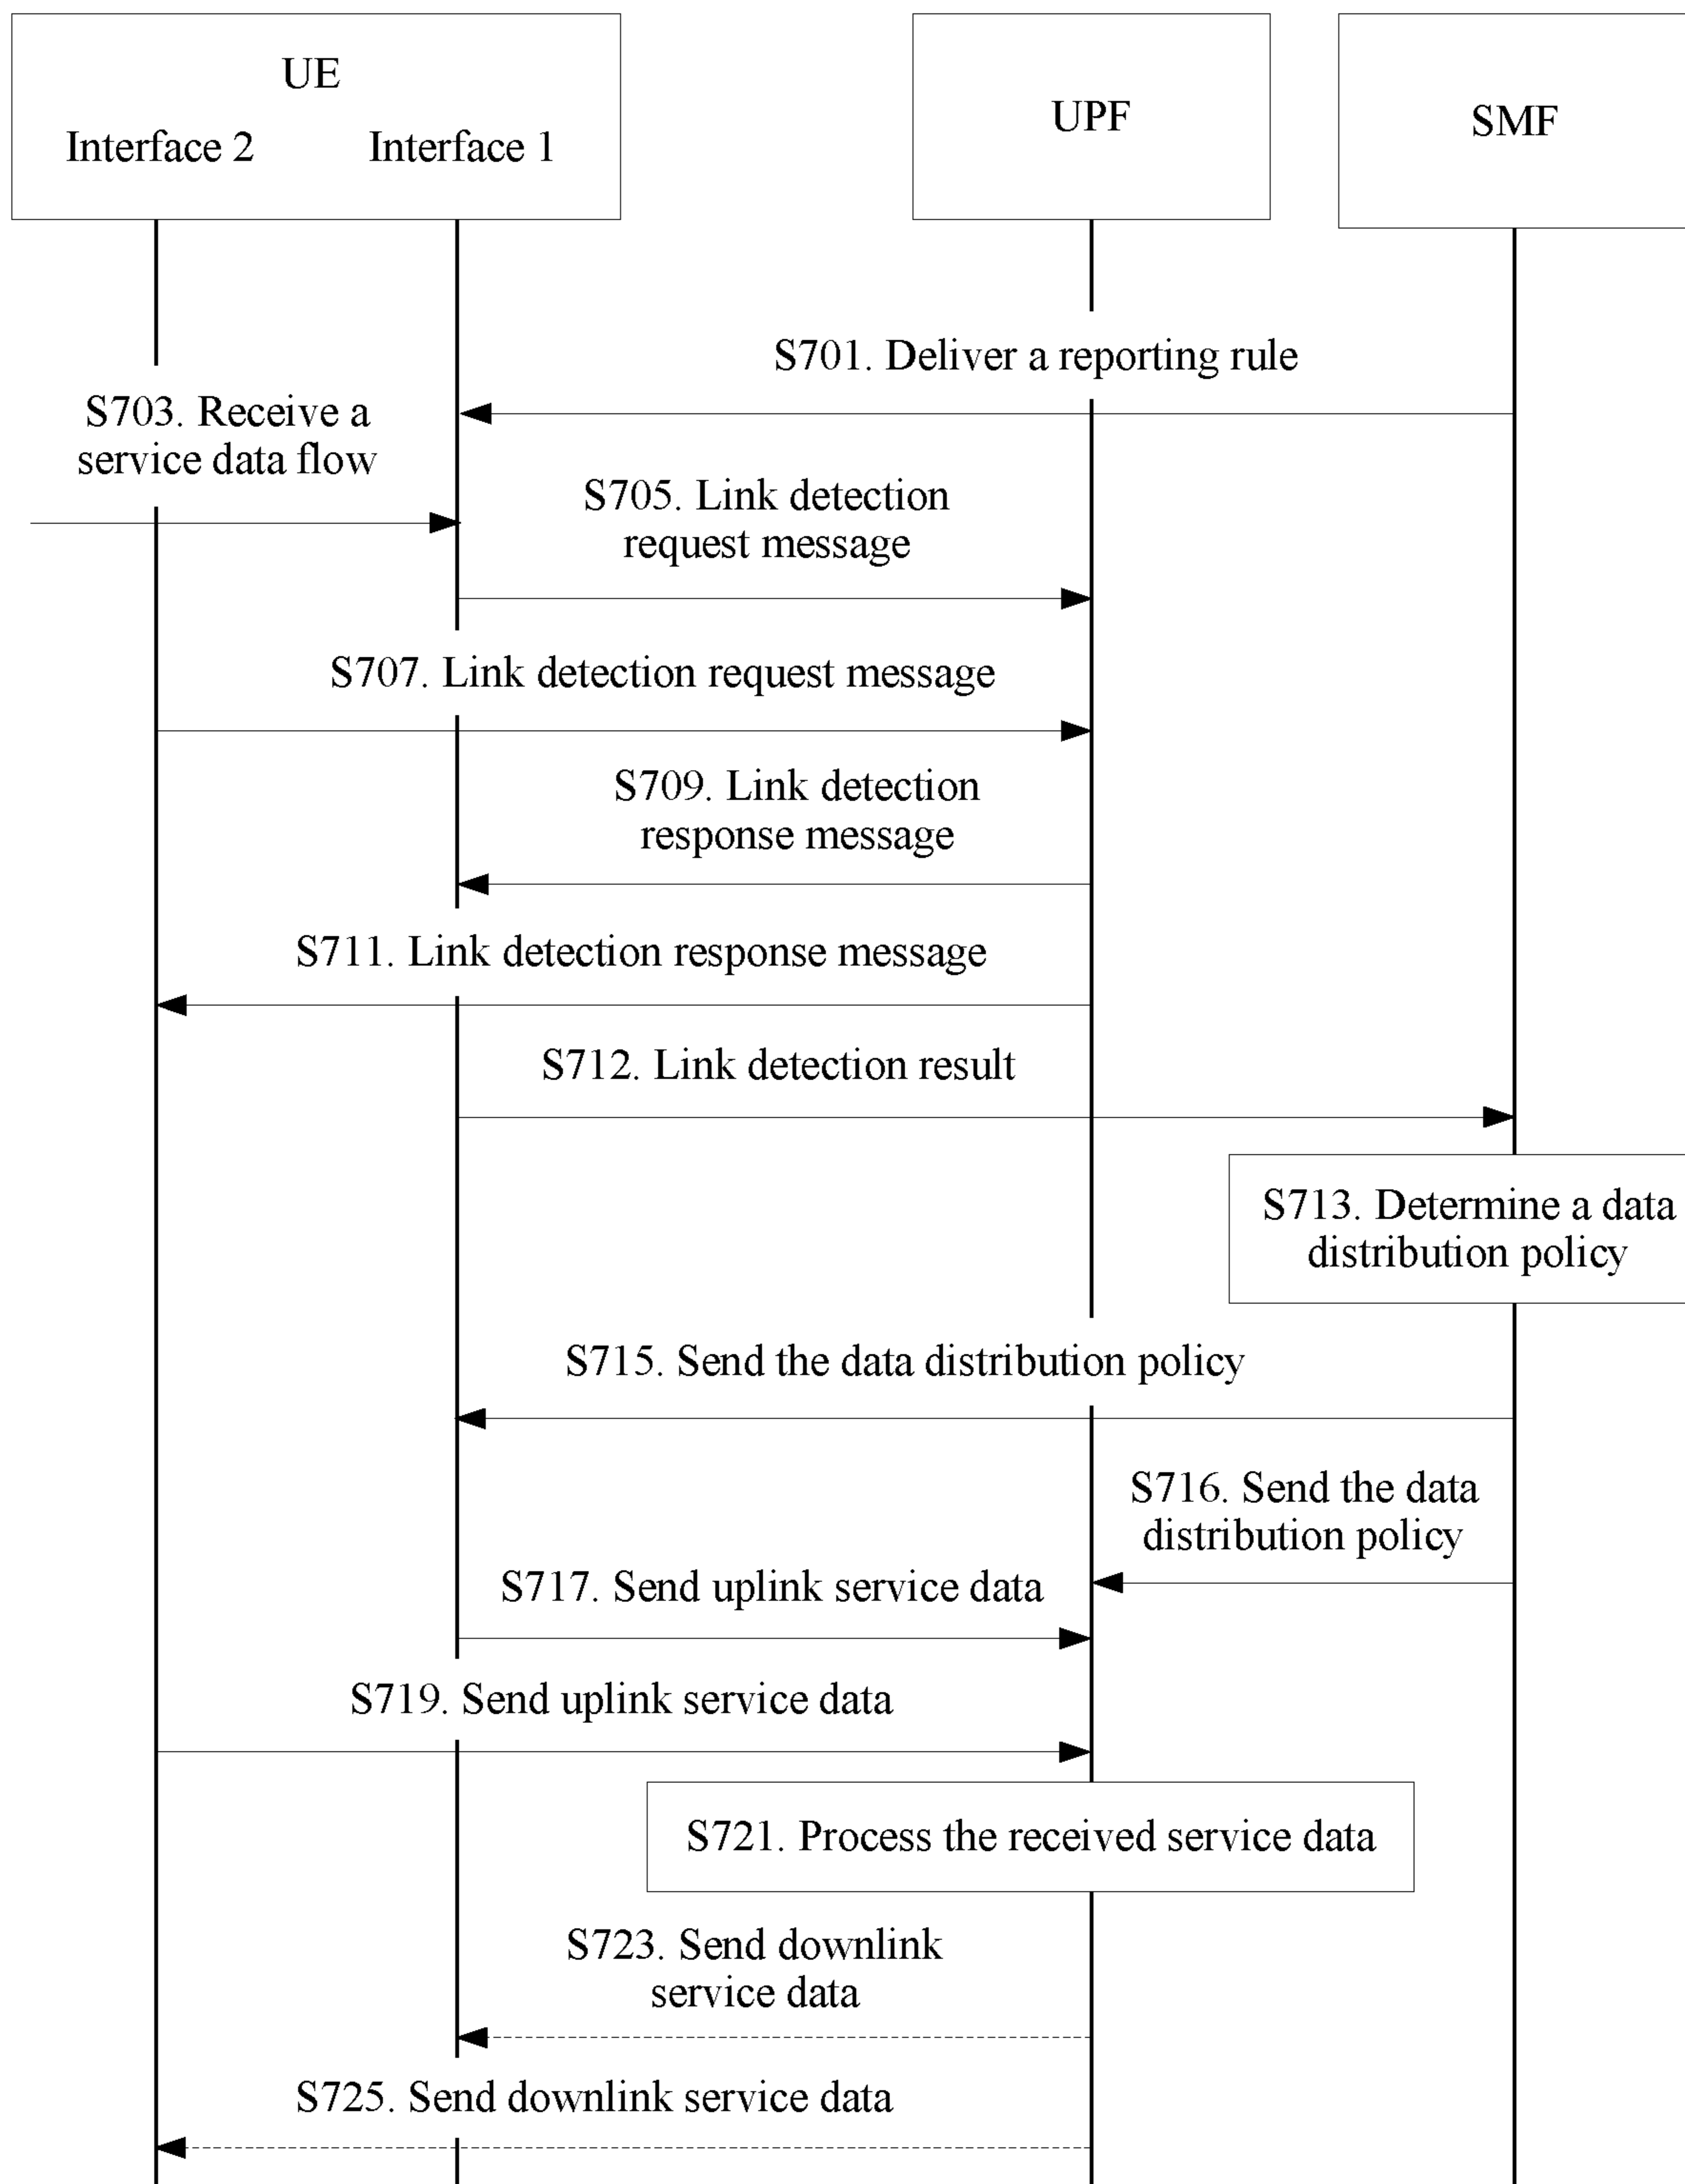 UE
Interface 2
Interface 1
UPF
SMF
S701. Deliver a reporting rule
S703. Receive a
service data flow
S705. Link detection
request message
S707. Link detection request message
S709. Link detection
response message
S711. Link detection response message
S712. Link detection result
S713. Determine a data
distribution policy
S715. Send the data distribution policy
S716. Send the data
distribution policy
S717. Send uplink service data
S719. Send uplink service data
S721. Process the received service data
S723. Send downlink
service data
S725. Send downlink service data